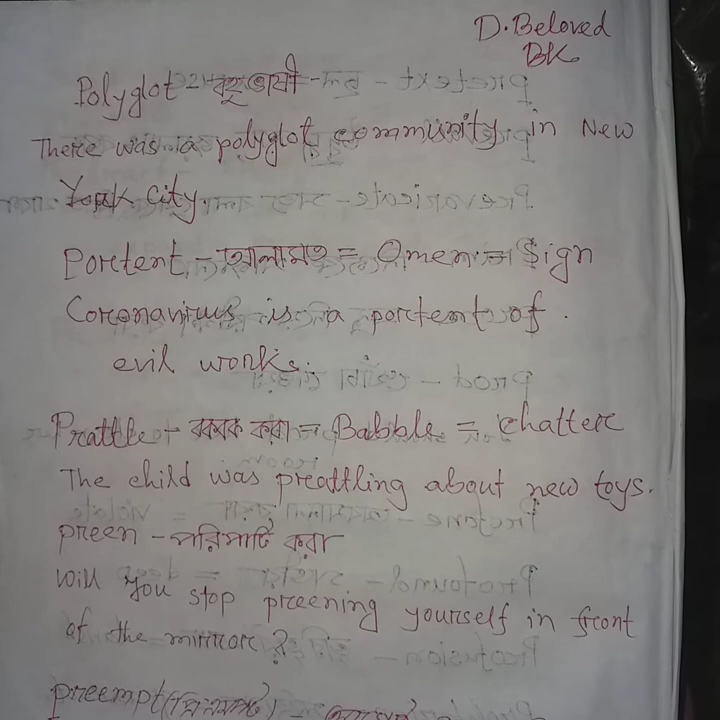 D. Beloved
BK
Polyglot - বহুভাষী
There was a polyglot community in New
York City.
Portent - আলামত = Omen = Sign
Coronavirus is a portent of
evil works.
Prattle - বকবক করা = Babble = Chatter
The child was preattling about new toys.
preen - পরিপাটি করা
will you stop preening yourself in front
of the mirror?
preempt